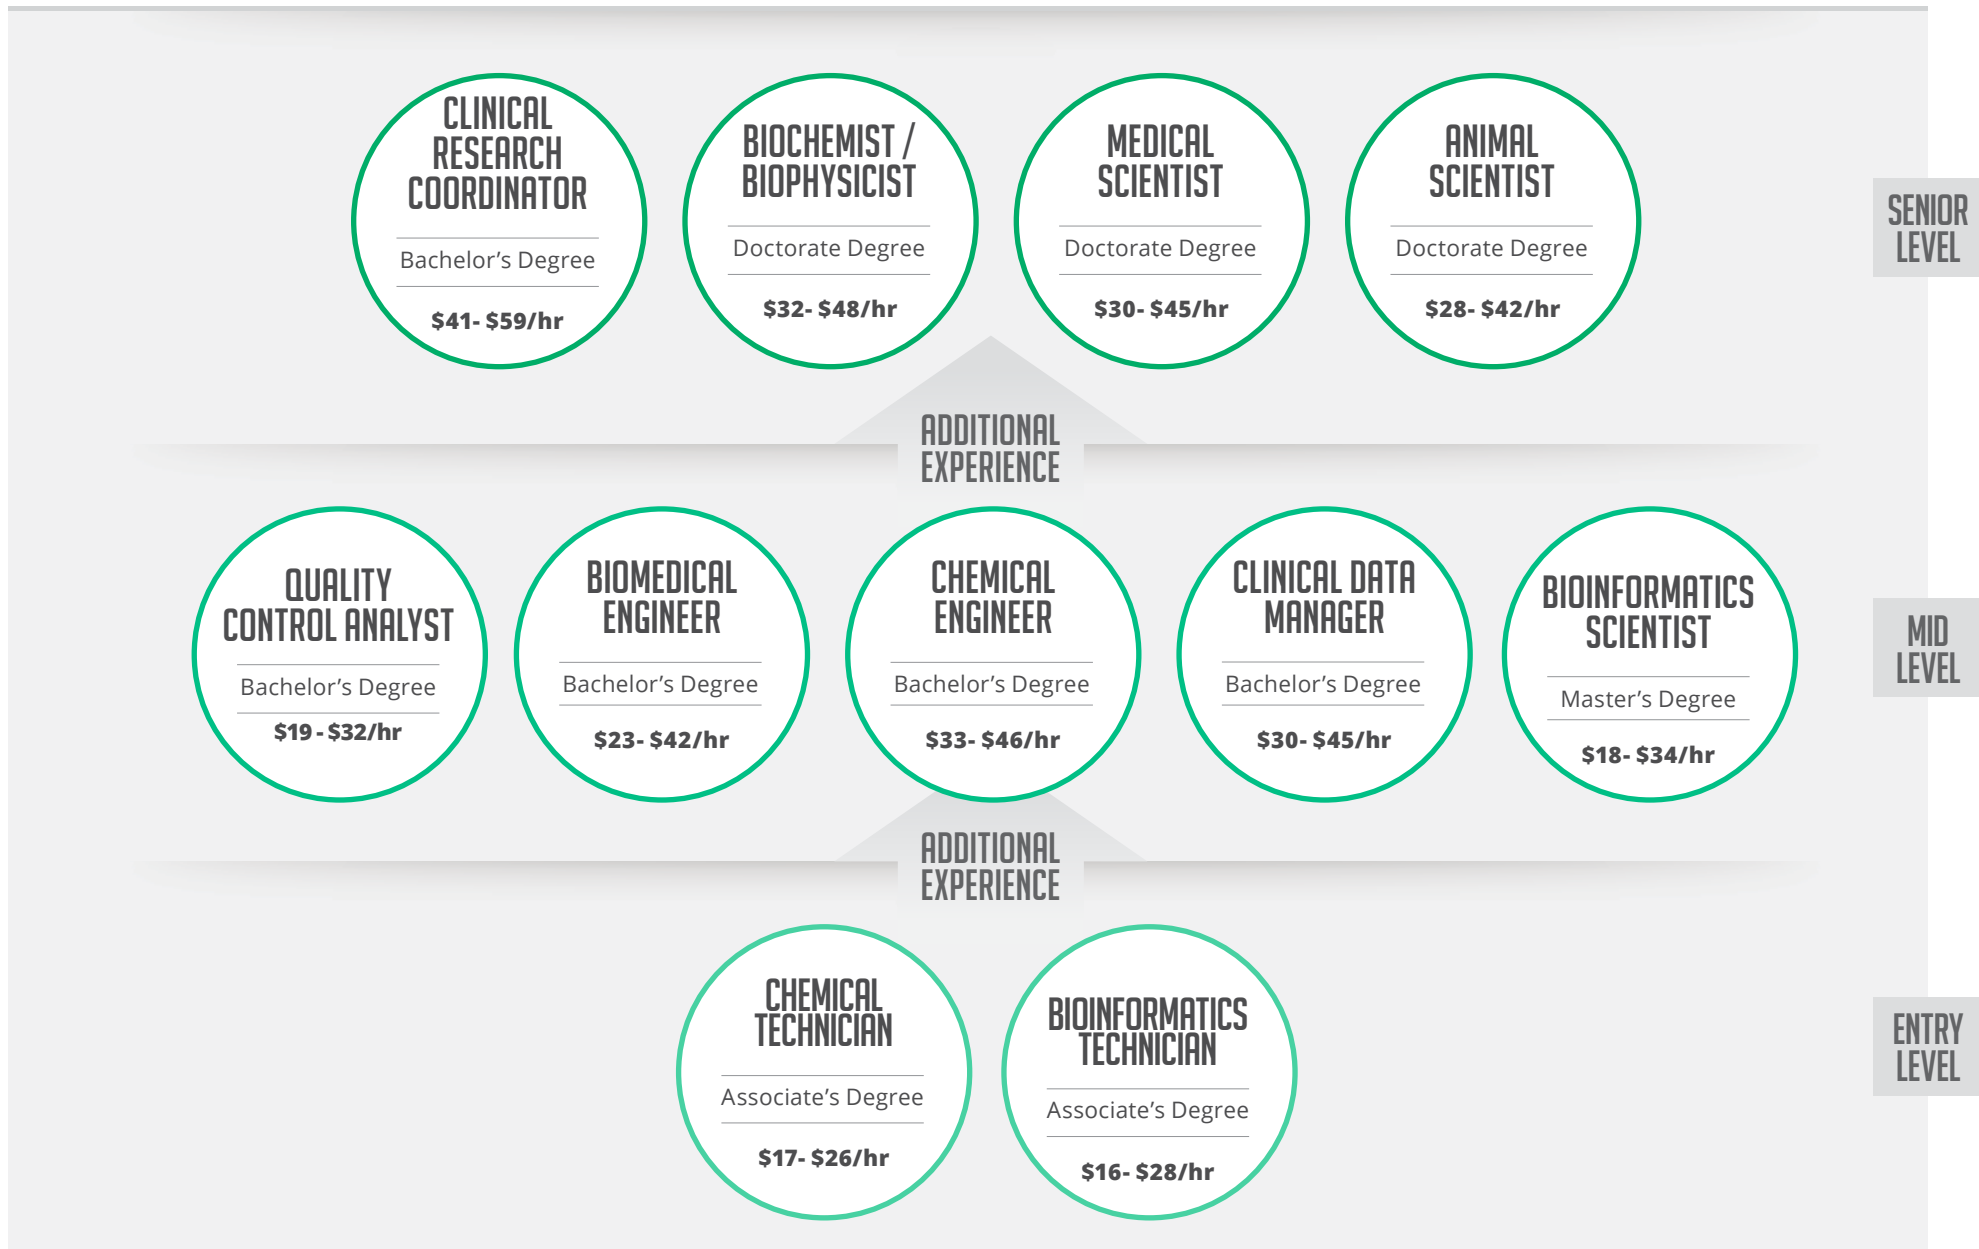 CLINICAL
RESEARCH
COORDINATOR
Bachelor's Degree
$41- $59/hr
BIOCHEMIST /
BIOPHYSICIST
Doctorate Degree
$32- $48/hr
MEDICAL
SCIENTIST
Doctorate Degree
$30- $45/hr
ANIMAL
SCIENTIST
Doctorate Degree
$28- $42/hr
SENIOR
LEVEL
ADDITIONAL
EXPERIENCE
QUALITY
CONTROL ANALYST
Bachelor's Degree
$19 - $32/hr
BIOMEDICAL
ENGINEER
Bachelor's Degree
$23- $42/hr
CHEMICAL
ENGINEER
Bachelor's Degree
$33- $46/hr
CLINICAL DATA
MANAGER
Bachelor's Degree
$30- $45/hr
BIOINFORMATICS
SCIENTIST
Master's Degree
$18- $34/hr
MID
LEVEL
ADDITIONAL
EXPERIENCE
CHEMICAL
TECHNICIAN
Associate's Degree
$17- $26/hr
BIOINFORMATICS
TECHNICIAN
Associate's Degree
$16- $28/hr
ENTRY
LEVEL